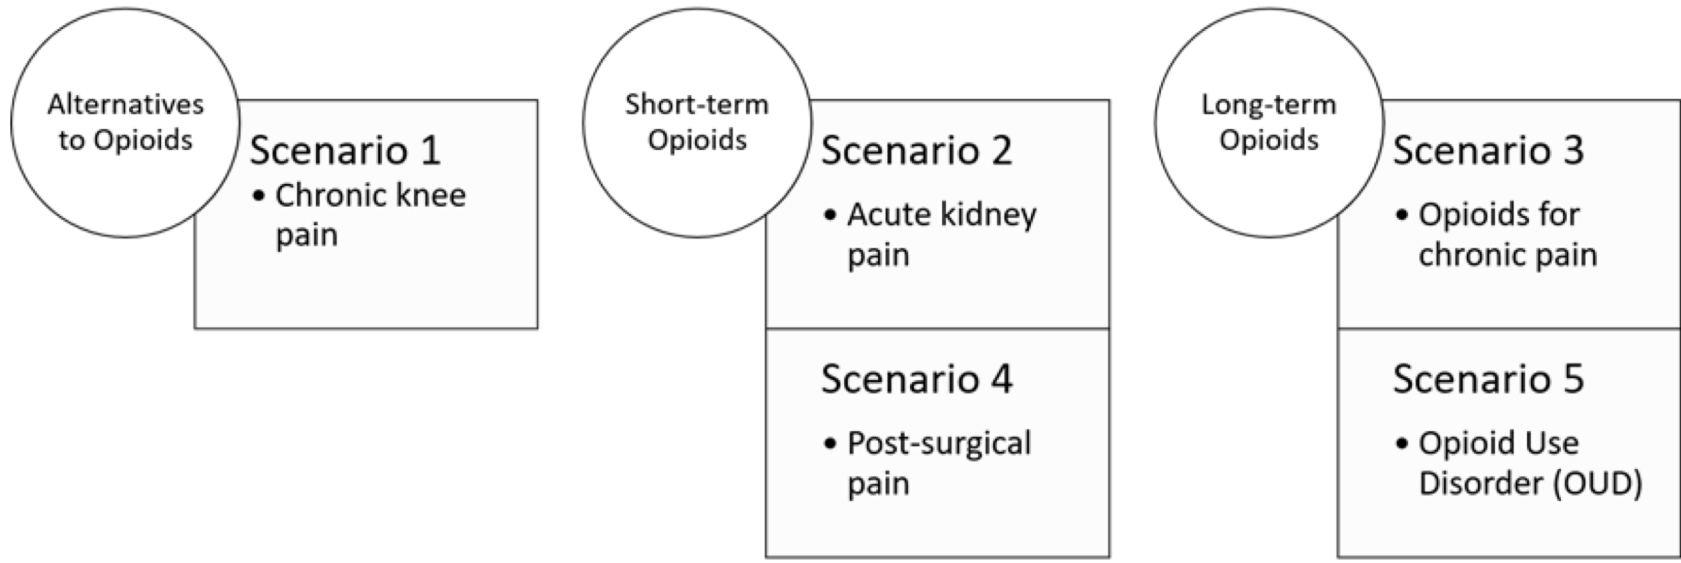 Alternatives
to Opioids
Scenario 1
• Chronic knee
pain
Short-term
Opioids
Scenario 2
• Acute kidney
pain
Scenario 4
• Post-surgical
pain
Long-term
Opioids
Scenario 3
• Opioids for
chronic pain
Scenario 5
• Opioid Use
Disorder (OUD)